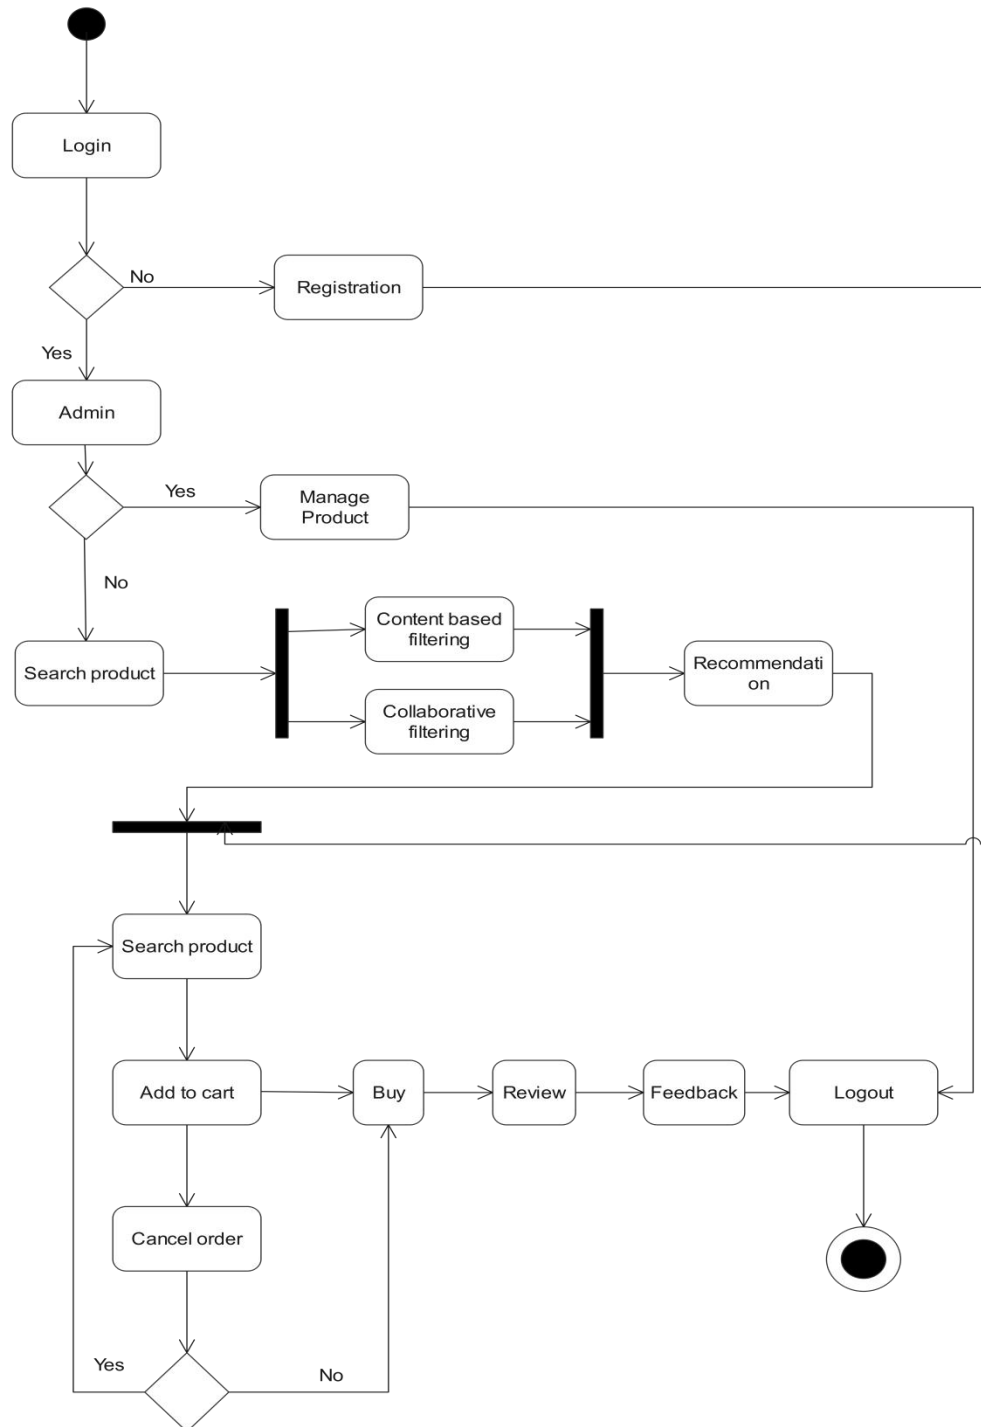 Login
No
Registration
Yes
Admin
Yes
Manage
Product
No
Content based
filtering
Search product
Recommendati
on
Collaborative
filtering
Search product
Add to cart
Buy
Review
Feedback
Logout
Cancel order
Yes
No